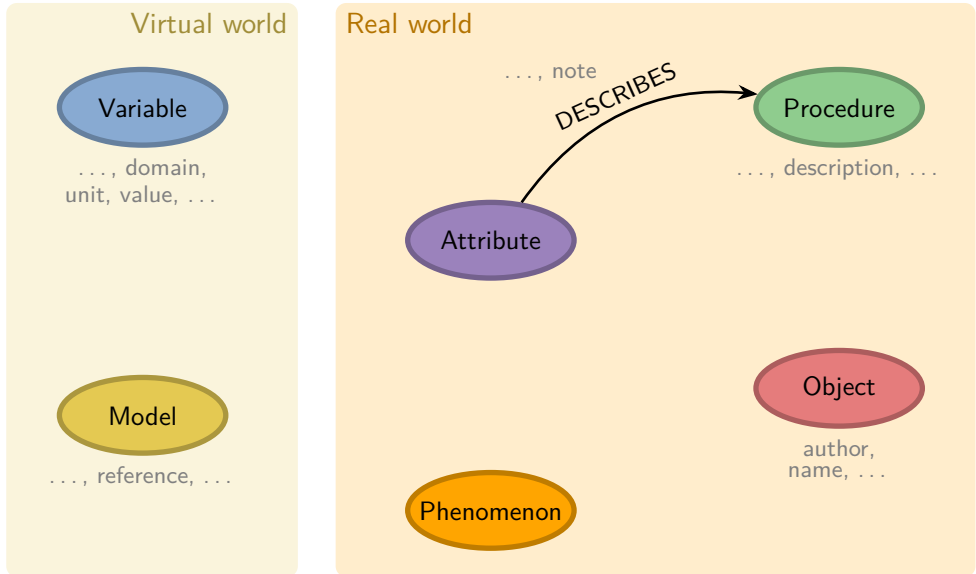 Virtual world
Real world
Variable
…, domain,
unit, value, …
Model
…, reference, …
…, note
DESCRIBES
Procedure
…, description, …
Attribute
Object
author,
name, …
Phenomenon